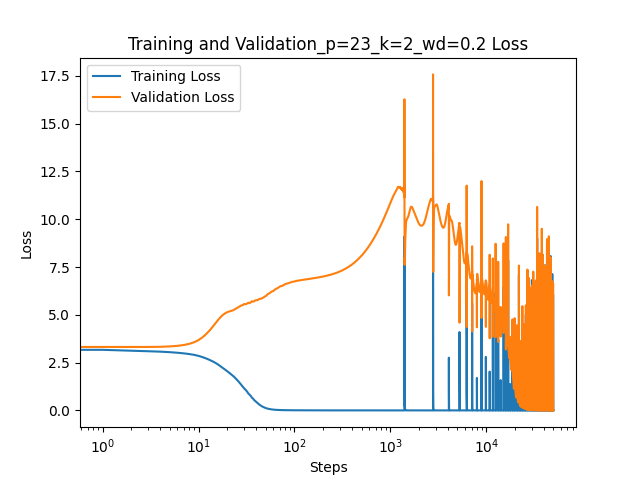 Training and Validation_p=23_k=2_wd=0.2 Loss
Training Loss
Validation Loss
17.5
15.0
12.5
10.0
7.5
5.0
2.5
0.0
Loss
10⁰ 10¹ 10² 10³ 10⁴
Steps